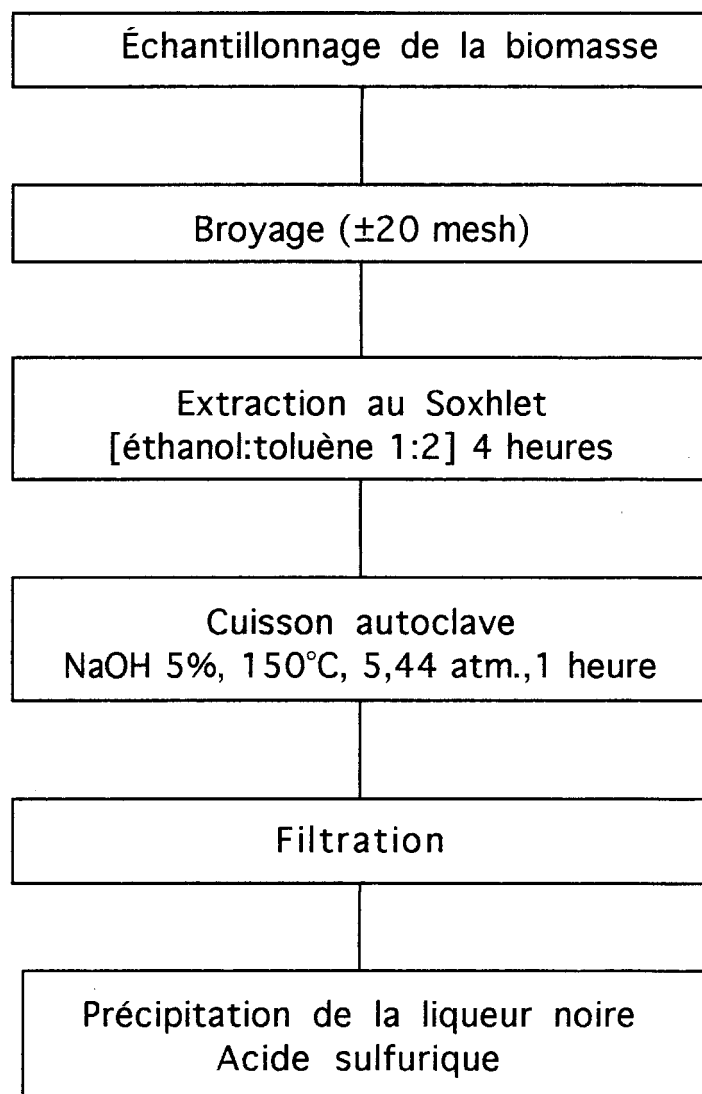 Échantillonnage de la biomasse
Broyage (±20 mesh)
Extraction au Soxhlet
[éthanol:toluène 1:2] 4 heures
Cuisson autoclave
NaOH 5%, 150°C, 5,44 atm.,1 heure
Filtration
Précipitation de la liqueur noire
Acide sulfurique